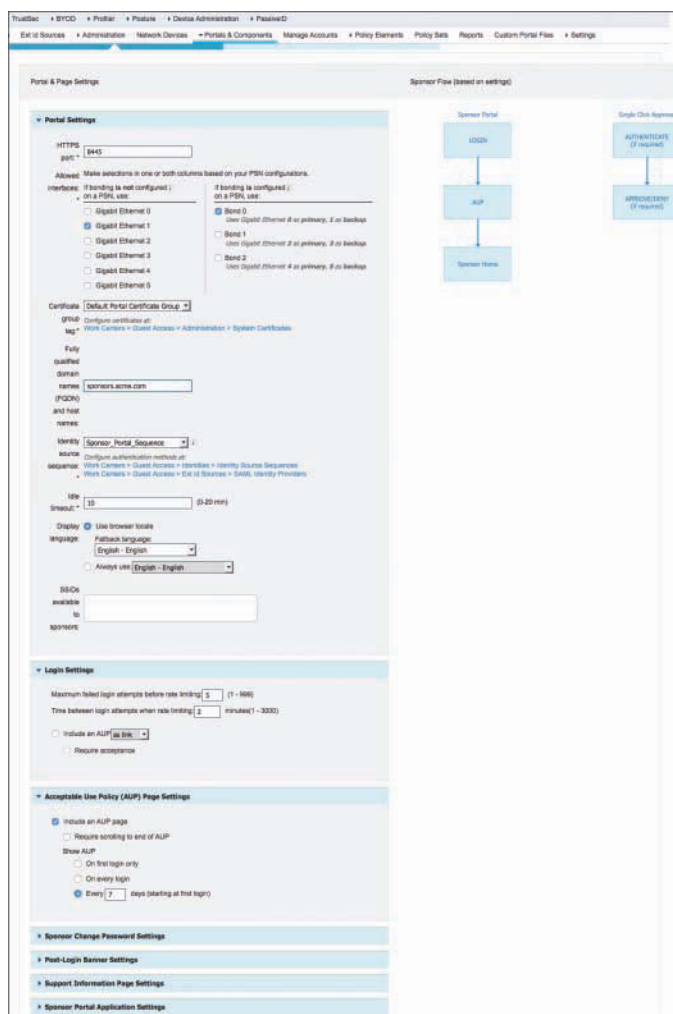 TrustSec BYOD Profiler Posture Device Administration PassiveID
Ext Id Sources Administration Network Devices Portals & Components Manage Accounts Policy Elements Policy Sets Reports Custom Portal Files Settings
Portal & Page Settings
Sponsor Flow (based on settings)
Portal Settings
HTTPS port: * 8445
Allowed interfaces: * Make selections in one or both columns based on your PSN configurations.
If bonding is not configured i
on a PSN, use:
Gigabit Ethernet 0
Gigabit Ethernet 1
Gigabit Ethernet 2
Gigabit Ethernet 3
Gigabit Ethernet 4
Gigabit Ethernet 5
If bonding is configured i
on a PSN, use:
Bond 0
Uses Gigabit Ethernet 0 as primary, 1 as backup.
Bond 1
Uses Gigabit Ethernet 2 as primary, 3 as backup.
Bond 2
Uses Gigabit Ethernet 4 as primary, 5 as backup.
Certificate group tag: * Default Portal Certificate Group
Configure certificates at:
Work Centers > Guest Access > Administration > System Certificates
Fully
qualified
domain
names sponsors.acme.com
(FQDN)
and host
names:
Identity source sequence: * Sponsor_Portal_Sequence i
Configure authentication methods at:
Work Centers > Guest Access > Identities > Identity Source Sequences
Work Centers > Guest Access > Ext Id Sources > SAML Identity Providers
Idle timeout: * 10 (0-20 min)
Display language: Use browser locale
Fallback language:
English - English
Always use English - English
SSIDs
available
to
sponsors:
Login Settings
Maximum failed login attempts before rate limiting: 5 (1 - 999)
Time between login attempts when rate limiting: 2 minutes(1 - 3000)
Include an AUP as link
Require acceptance
Acceptable Use Policy (AUP) Page Settings
Include an AUP page
Require scrolling to end of AUP
Show AUP
On first login only
On every login
Every 7 days (starting at first login)
Sponsor Change Password Settings
Post-Login Banner Settings
Support Information Page Settings
Sponsor Portal Application Settings
Sponsor Portal
LOGIN
AUP
Sponsor Home
Single Click Approve
AUTHENTICATE
(if required)
APPROVE/DENY
(if required)